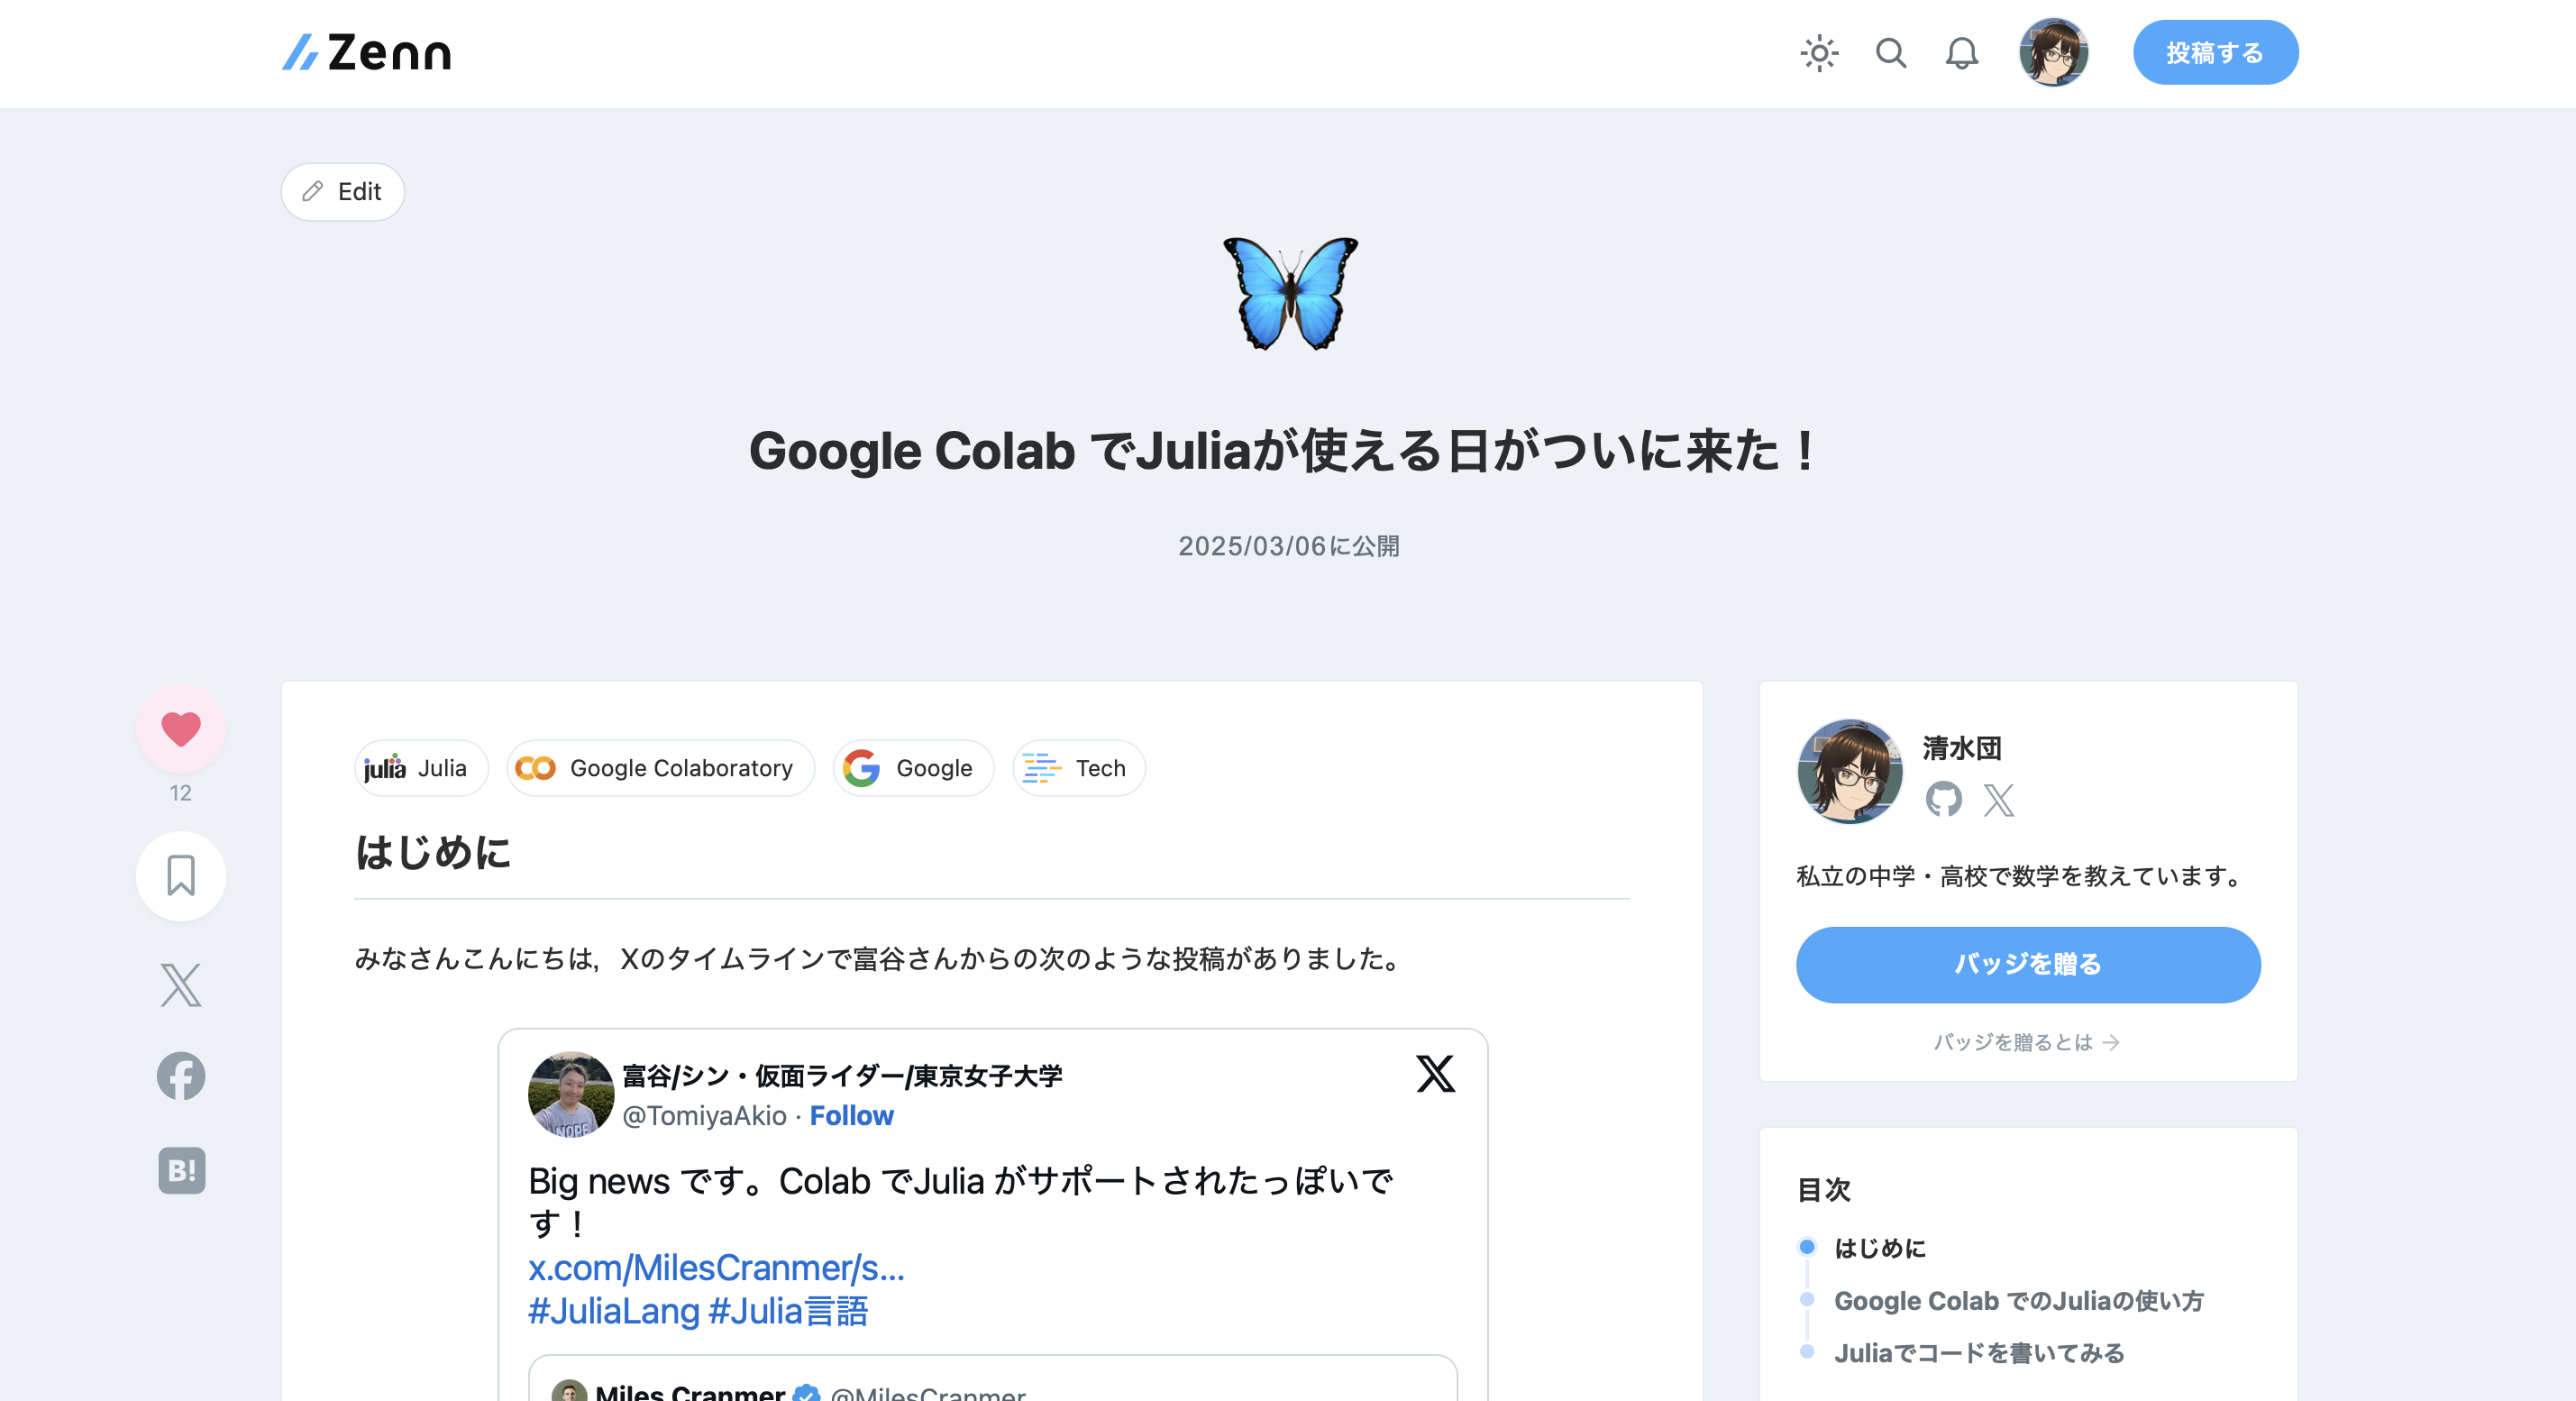 Zenn
投稿する
Edit
Google Colab でJuliaが使える日がついに来た！
2025/03/06に公開
12
julia Julia
Google Colaboratory
Google
Tech
はじめに
みなさんこんにちは，Xのタイムラインで富谷さんからの次のような投稿がありました。
富谷/シン・仮面ライダー/東京女子大学
@TomiyaAkio · Follow
NOPE
Big news です。Colab でJulia がサポートされたっぽいで
す！
x.com/MilesCranmer/s…
#JuliaLang #Julia言語
Miles Cranmer @MilesCranmer
B!
清水団
私立の中学・高校で数学を教えています。
バッジを贈る
バッジを贈るとは →
目次
はじめに
Google Colab でのJuliaの使い方
Juliaでコードを書いてみる